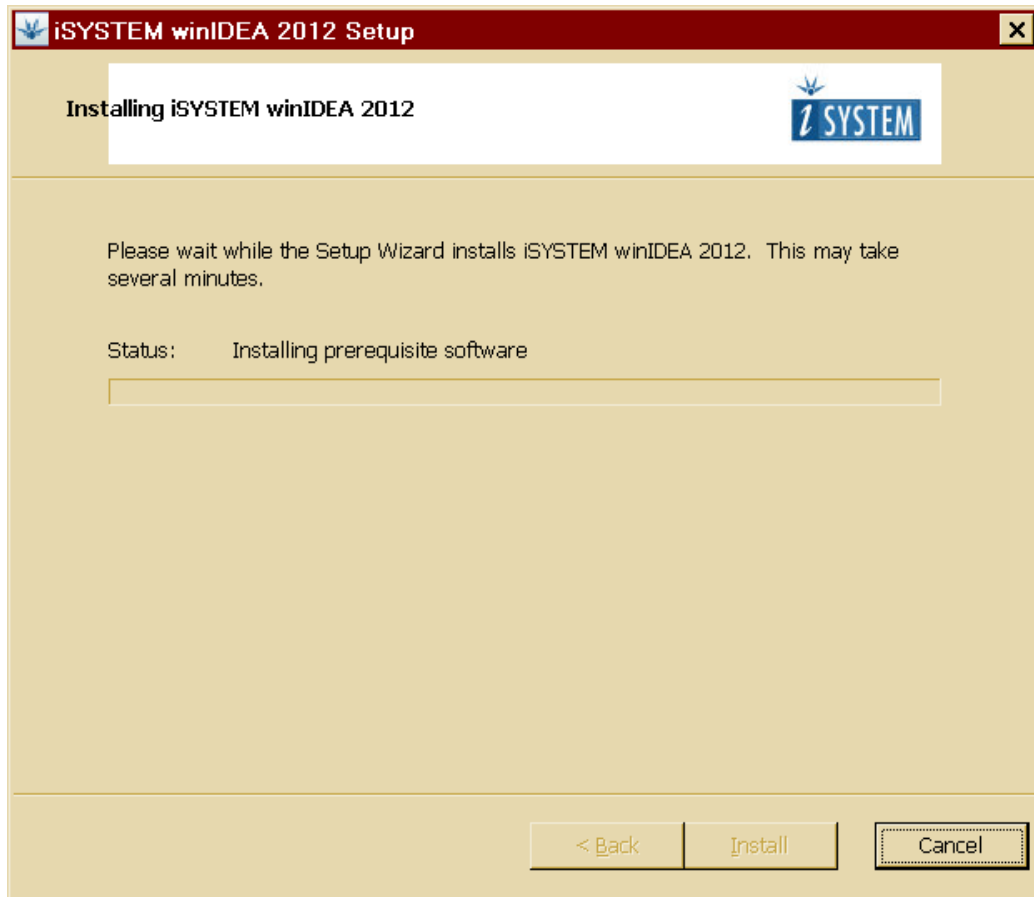 iSYSTEM winIDEA 2012 Setup
Installing iSYSTEM winIDEA 2012
i SYSTEM
Please wait while the Setup Wizard installs iSYSTEM winIDEA 2012. This may take
several minutes.
Status: Installing prerequisite software
< Back Install Cancel